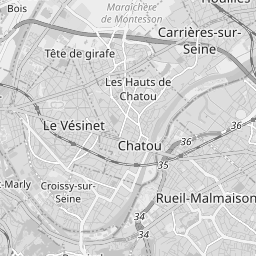 Bois
Maraîchère
de Montesson
Tête de girafe
Carrières-sur-
Seine
Les Hauts de
Chatou
Le Vésinet
Chatou
36
36
35
t-Marly
Croissy-sur-
Seine
Rueil-Malmaison
34
34